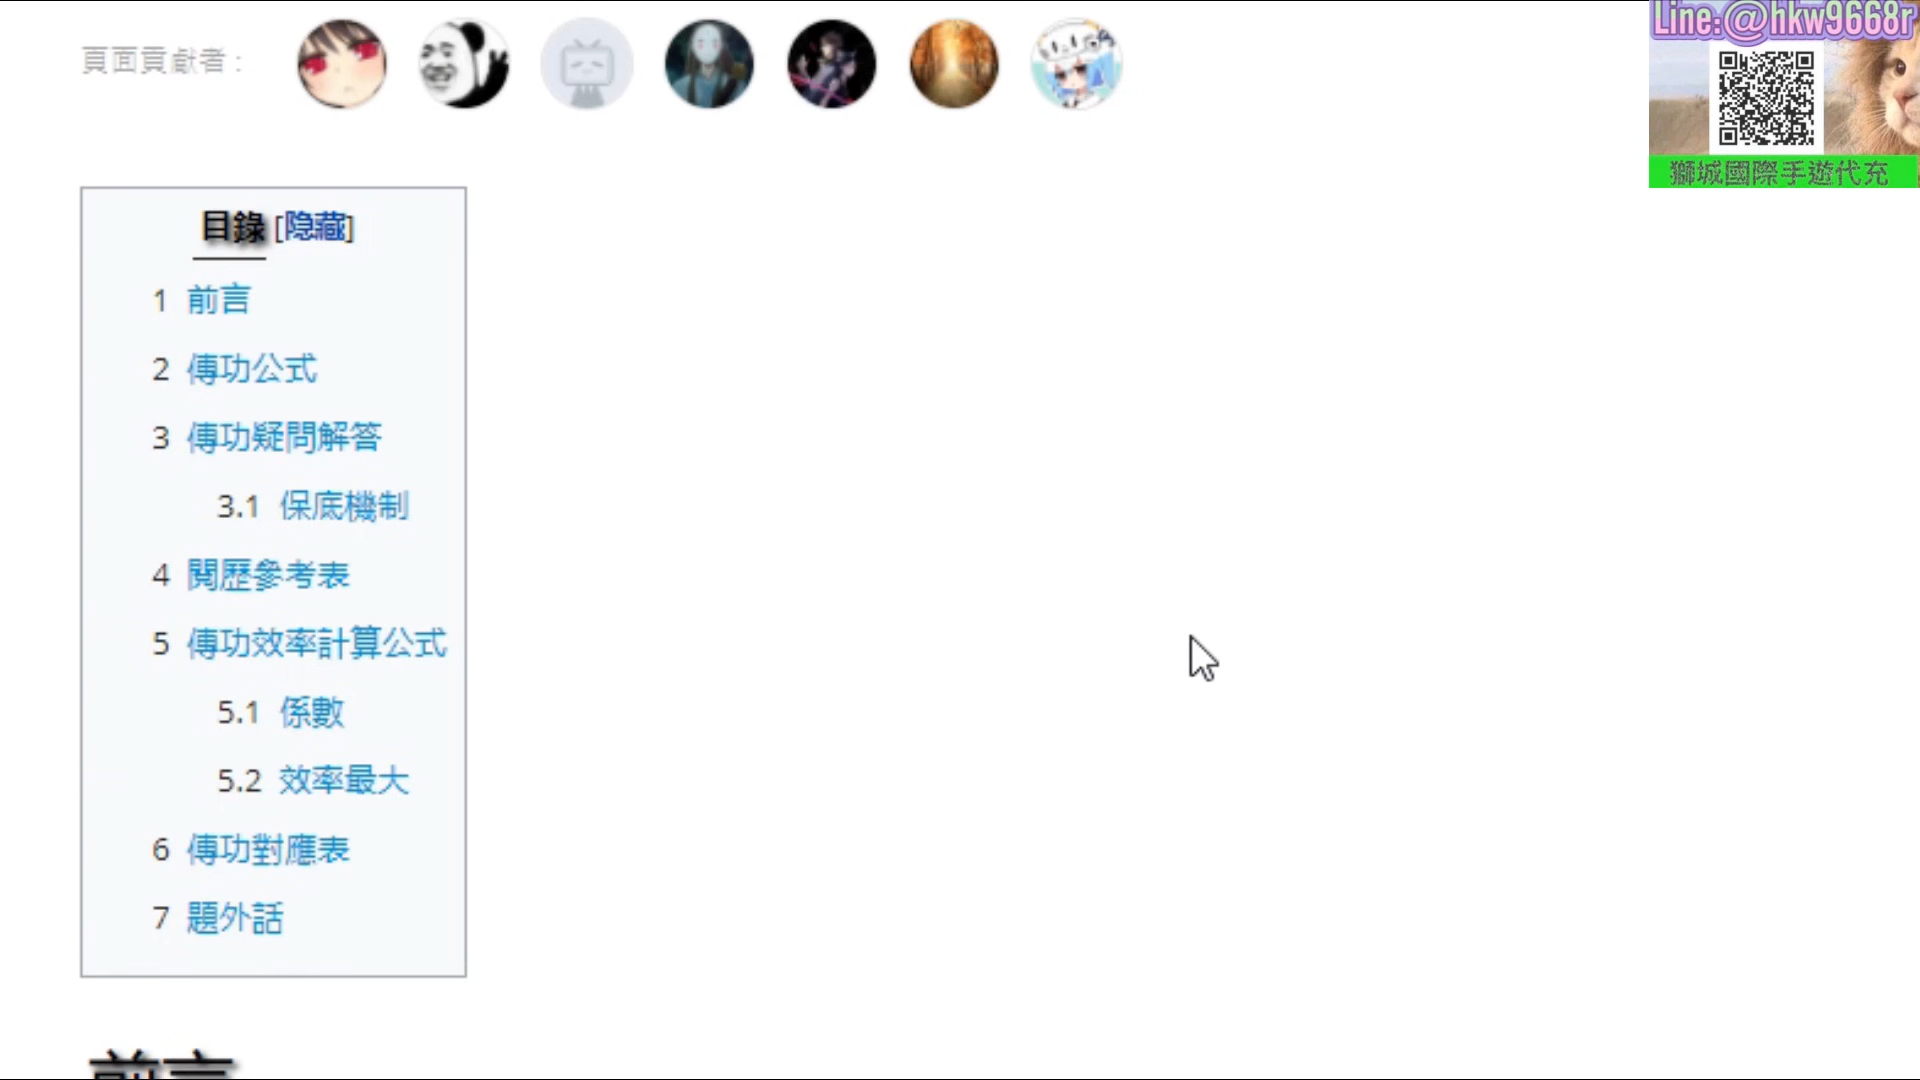 頁面貢獻者：
Line:@hkw9668r
獅城國際手遊代充
目錄 [隐藏]
1 前言
2 傳功公式
3 傳功疑問解答
3.1 保底機制
4 閱歷參考表
5 傳功效率計算公式
5.1 係數
5.2 效率最大
6 傳功對應表
7 題外話
前言